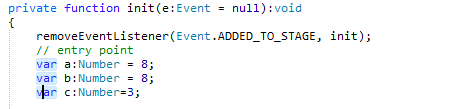 private function init(e:Event = null):void
{
removeEventListener(Event.ADDED_TO_STAGE, init);
// entry point
var a:Number = 8;
var b:Number = 8;
var c:Number=3;